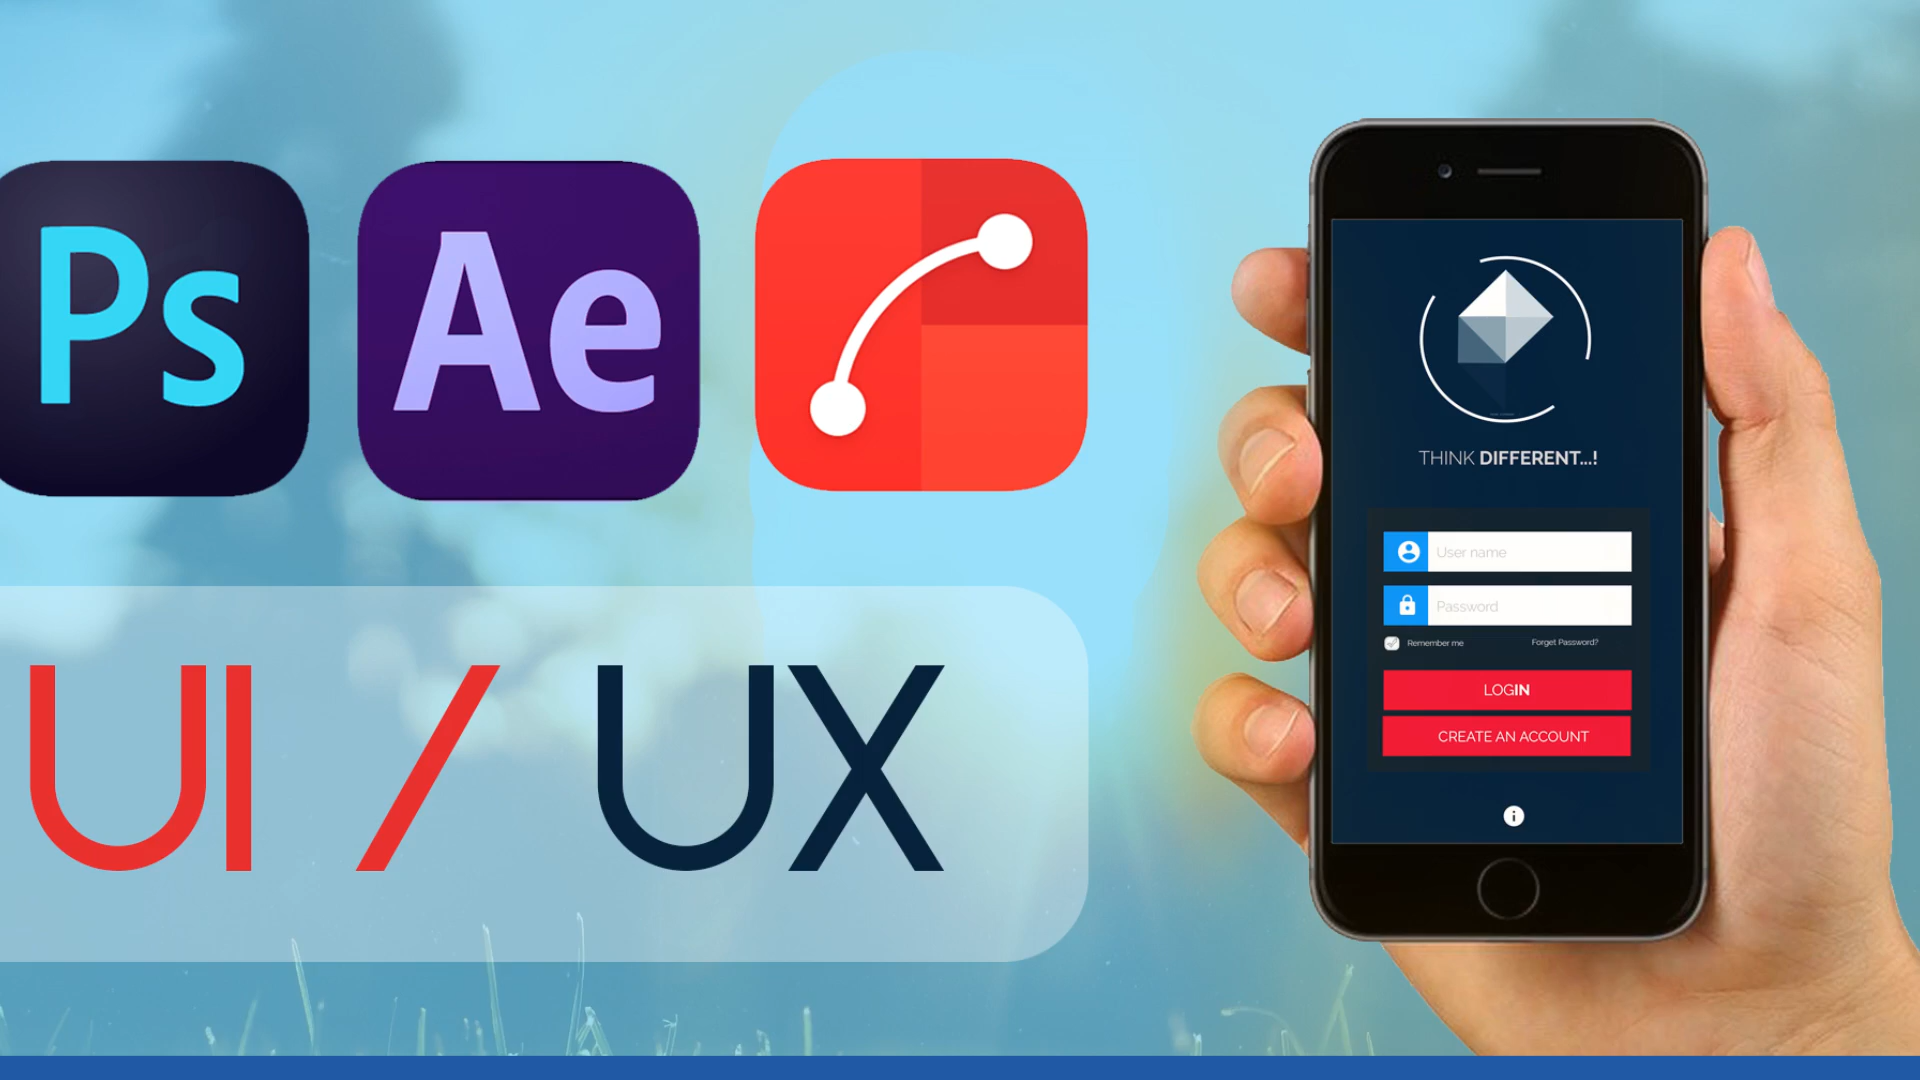 Ps
Ae
UI / UX
THINK DIFFERENT...!
User name
Password
Remember me
Forget Password?
LOGIN
CREATE AN ACCOUNT
i